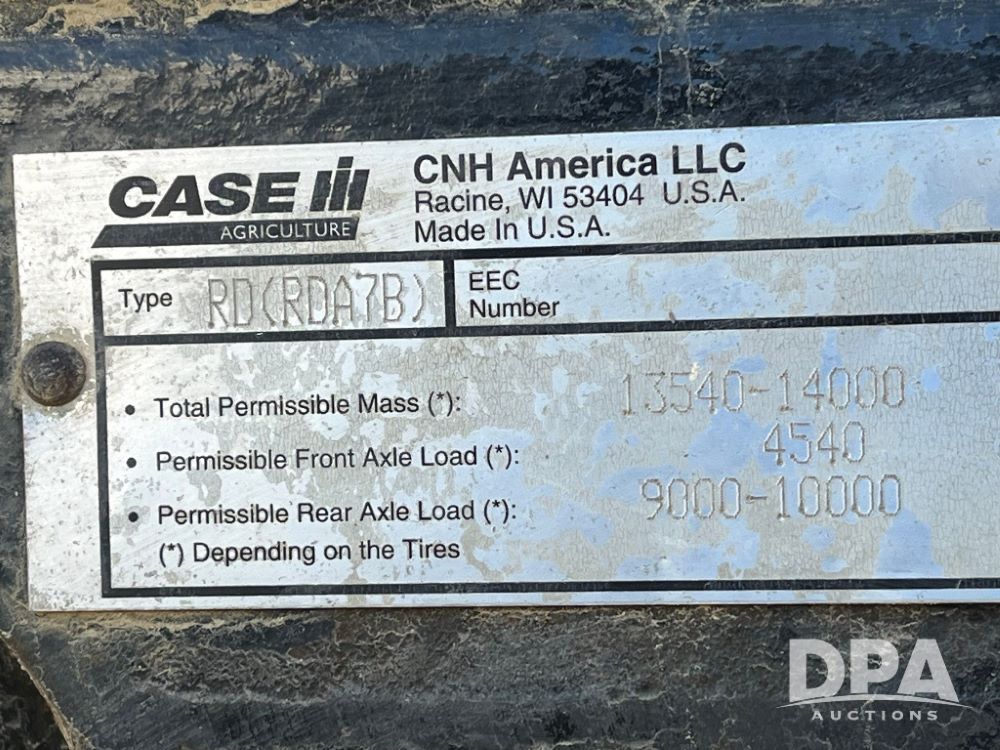 CASE IH
AGRICULTURE
CNH America LLC
Racine, WI 53404 U.S.A.
Made In U.S.A.
Type RD(RDA7B)
EEC
Number
• Total Permissible Mass (*): 13540-14000
• Permissible Front Axle Load (*): 4540
• Permissible Rear Axle Load (*): 9000-10000
(*) Depending on the Tires
DPA
AUCTIONS